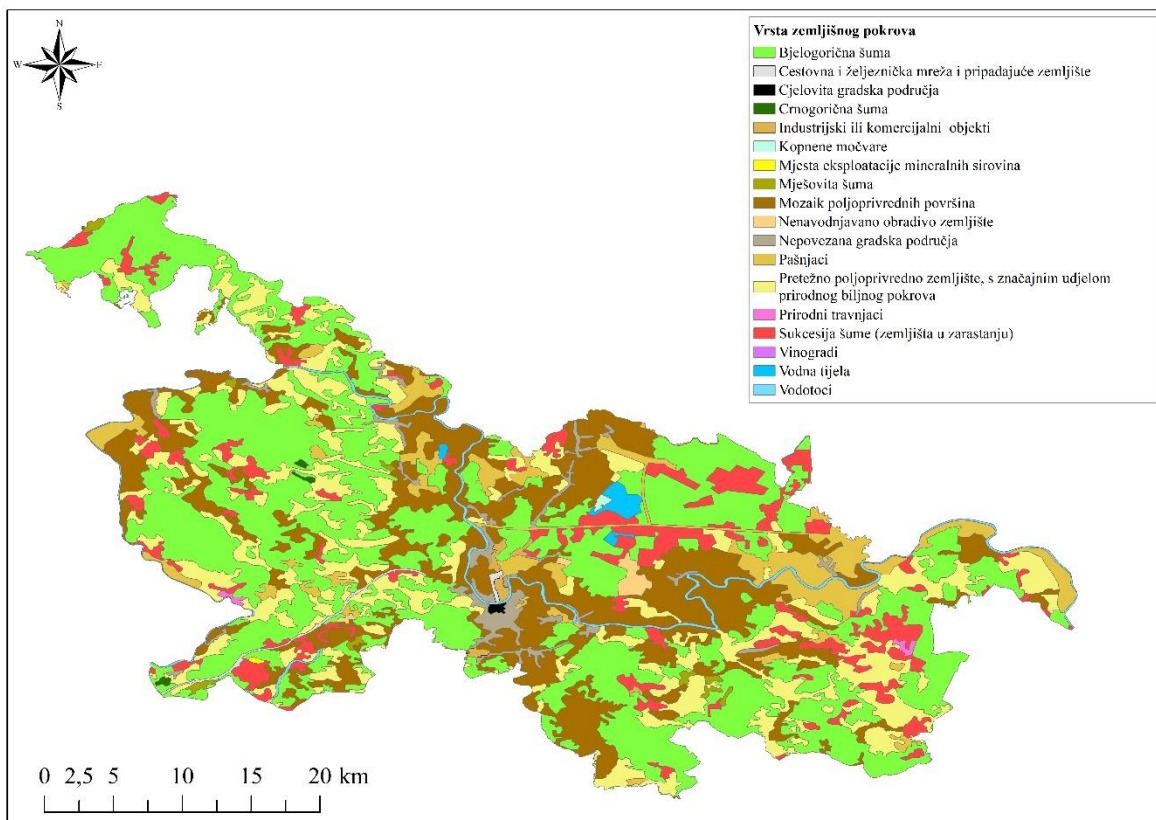 N
W
E
S
Vrsta zemljišnog pokrova
Bjelogorična šuma
Cestovna i željeznička mreža i pripadajuće zemljište
Cjelovita gradska područja
Crnogorična šuma
Industrijski ili komercijalni objekti
Kopnene močvare
Mjesta eksploatacije mineralnih sirovina
Mješovita šuma
Mozaik poljoprivrednih površina
Nenavodnjavano obradivo zemljište
Nepovezana gradska područja
Pašnjaci
Pretežno poljoprivredno zemljište, s značajnim udjelom
prirodnog biljnog pokrova
Prirodni travnjaci
Sukcesija šume (zemljišta u zarastanju)
Vinogradi
Vodna tijela
Vodotoci
0 2,5 5 10 15 20 km